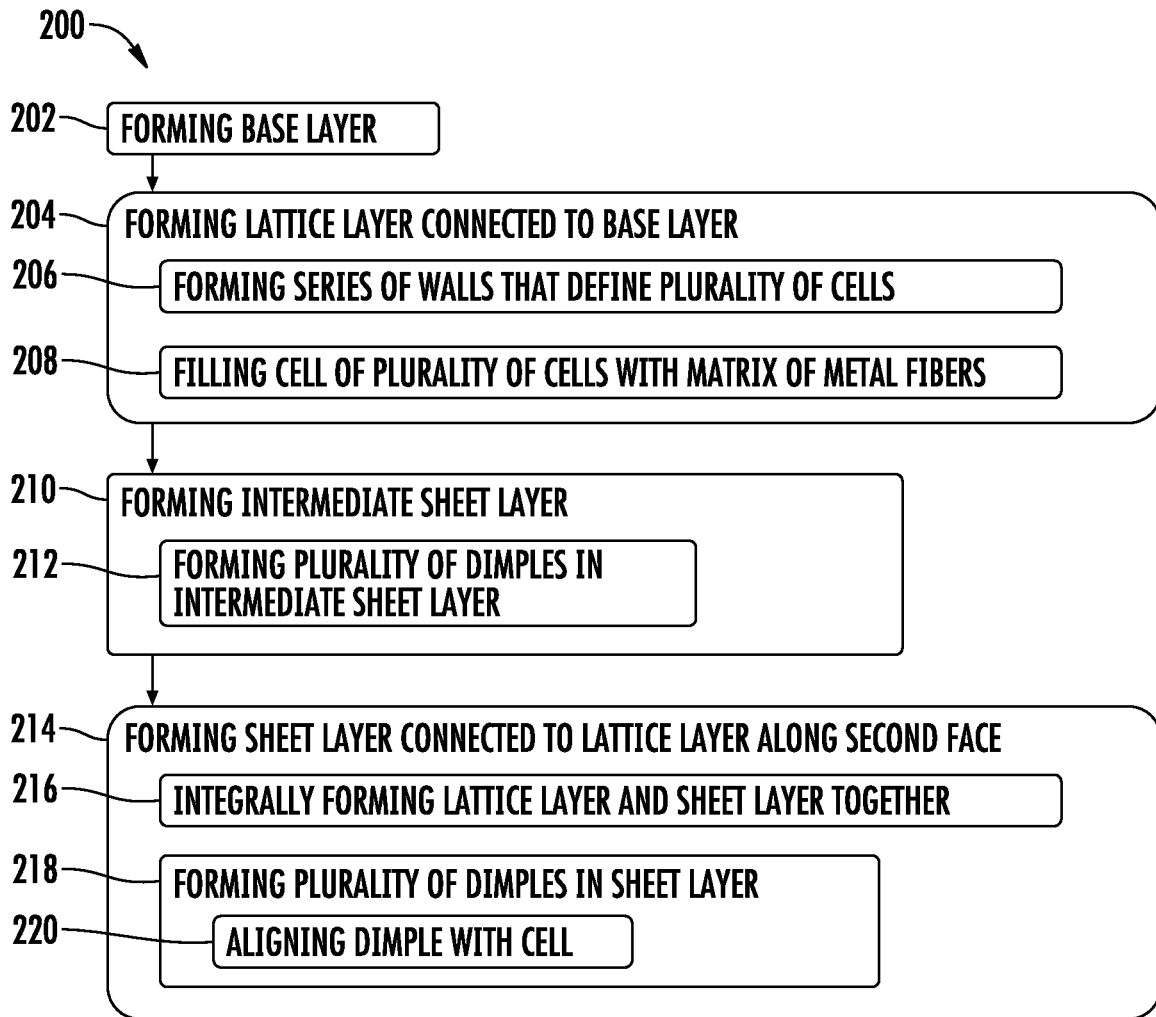 200
202
FORMING BASE LAYER
204
FORMING LATTICE LAYER CONNECTED TO BASE LAYER
206
FORMING SERIES OF WALLS THAT DEFINE PLURALITY OF CELLS
208
FILLING CELL OF PLURALITY OF CELLS WITH MATRIX OF METAL FIBERS
210
FORMING INTERMEDIATE SHEET LAYER
212
FORMING PLURALITY OF DIMPLES IN
INTERMEDIATE SHEET LAYER
214
FORMING SHEET LAYER CONNECTED TO LATTICE LAYER ALONG SECOND FACE
216
INTEGRALLY FORMING LATTICE LAYER AND SHEET LAYER TOGETHER
218
FORMING PLURALITY OF DIMPLES IN SHEET LAYER
220
ALIGNING DIMPLE WITH CELL